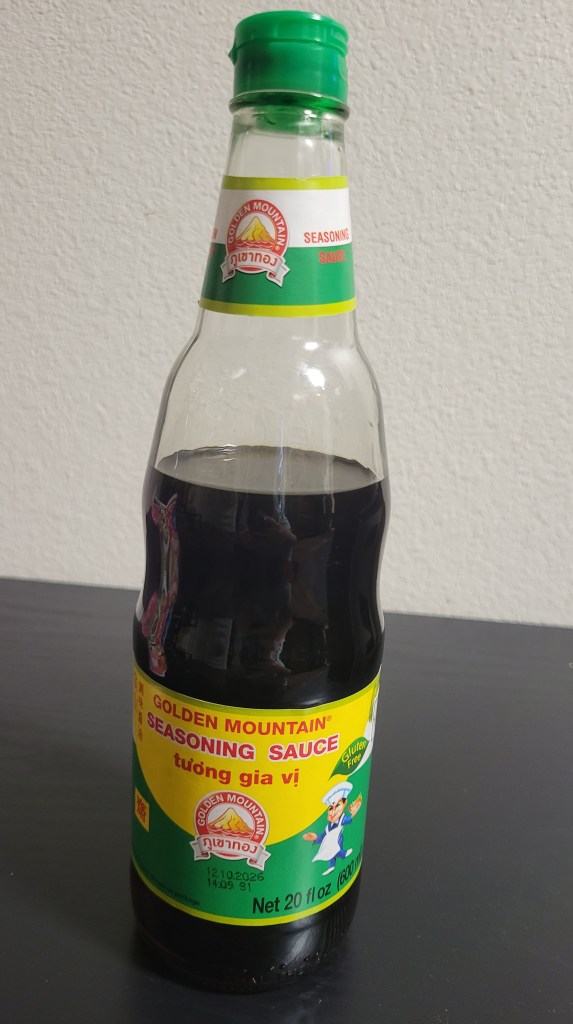 GOLDEN MOUNTAIN®
ภูเขาทอง
SEASONING
SAUCE
GOLDEN MOUNTAIN®
SEASONING SAUCE
tương gia vị
Gluten
Free
GOLDEN MOUNTAIN
ภูเขาทอง
12.10.2026
14:09 91
Net 20 fl oz (600 m